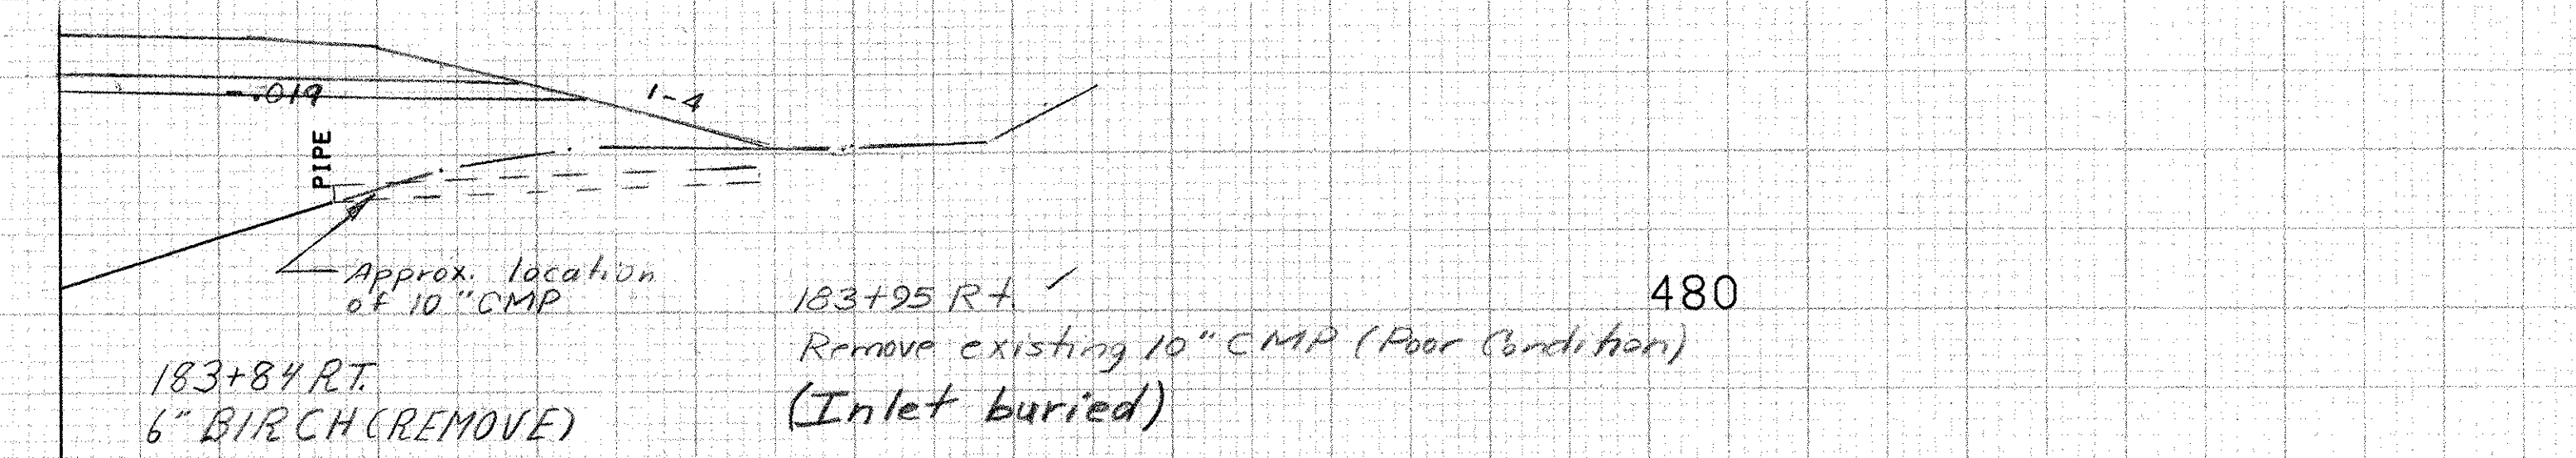 -.019
1-4
PIPE
Approx. location
of 10" CMP
183+95 Rt. ✓
480
Remove existing 10" CMP (Poor Condition)
(Inlet buried)
183+84 RT.
6" BIRCH (REMOVE)